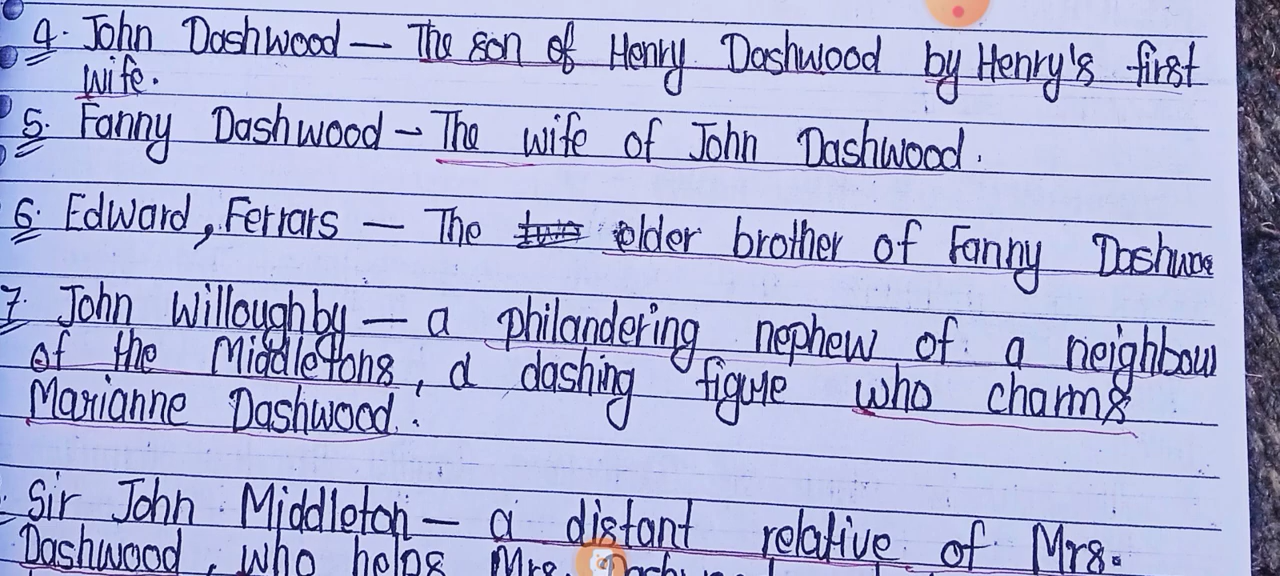 4. John Dashwood — The son of Henry Dashwood by Henry's first
wife.
5. Fanny Dashwood — The wife of John Dashwood.
6. Edward, Ferrars — The older brother of Fanny Dashwoo
7. John Willoughby — a philandering nephew of a neighbour
of the Middletons, a dashing figure who charms
Marianne Dashwood.
Sir John Middleton — a distant relative of Mrs.
Dashwood, who helps Mrs.